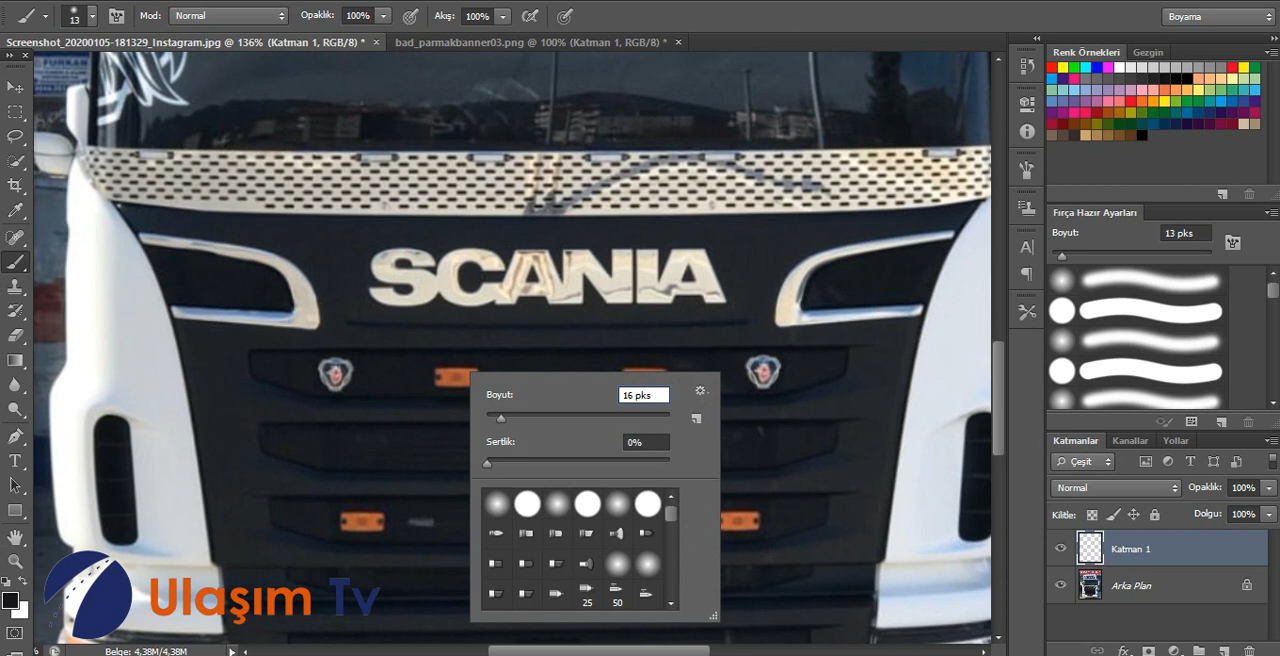 13
Mod: Normal
Opaklık: 100%
Akış: 100%
Boyama
Screenshot_20200105-181329_Instagram.jpg @ 136% (Katman 1, RGB/8) *
bad_parmakbanner03.png @ 100% (Katman 1, RGB/8) *
Renk Örnekleri
Gezgin
FURKAN
SCANIA
Fırça Hazır Ayarları
Boyut: 13 pks
Boyut: 16 pks
Sertlik: 0%
25
50
Katmanlar
Kanallar
Yollar
Çeşit
Normal
Opaklık: 100%
Kilitle:
Dolgu: 100%
Katman 1
Arka Plan
Ulaşım Tv
%
Belge: 4,38M/4,38M